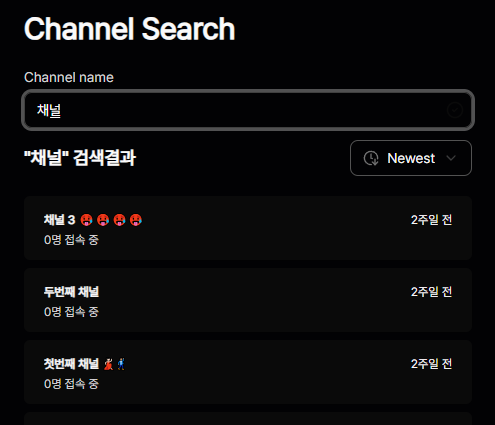 Channel Search
Channel name
채널
"채널" 검색결과
Newest
채널 3 🥵 🥵 🥵 🥵
2주일 전
0명 접속 중
두번째 채널
2주일 전
0명 접속 중
첫번째 채널 💃🕺
2주일 전
0명 접속 중